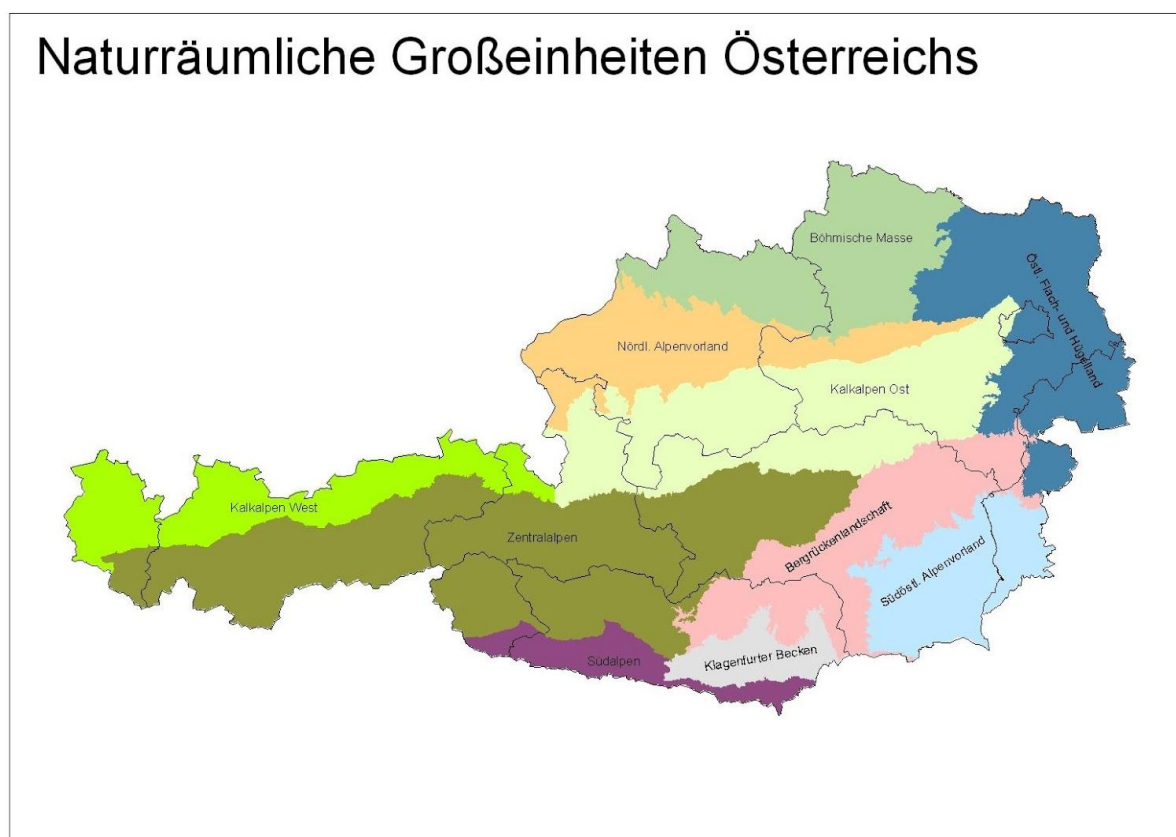 Naturräumliche Großeinheiten Österreichs
Böhmische Masse
Östl. Flach- und Hügelland
Nördl. Alpenvorland
Kalkalpen Ost
Kalkalpen West
Zentralalpen
Bergrückenlandschaft
Südöstl. Alpenvorland
Südalpen
Klagenfurter Becken